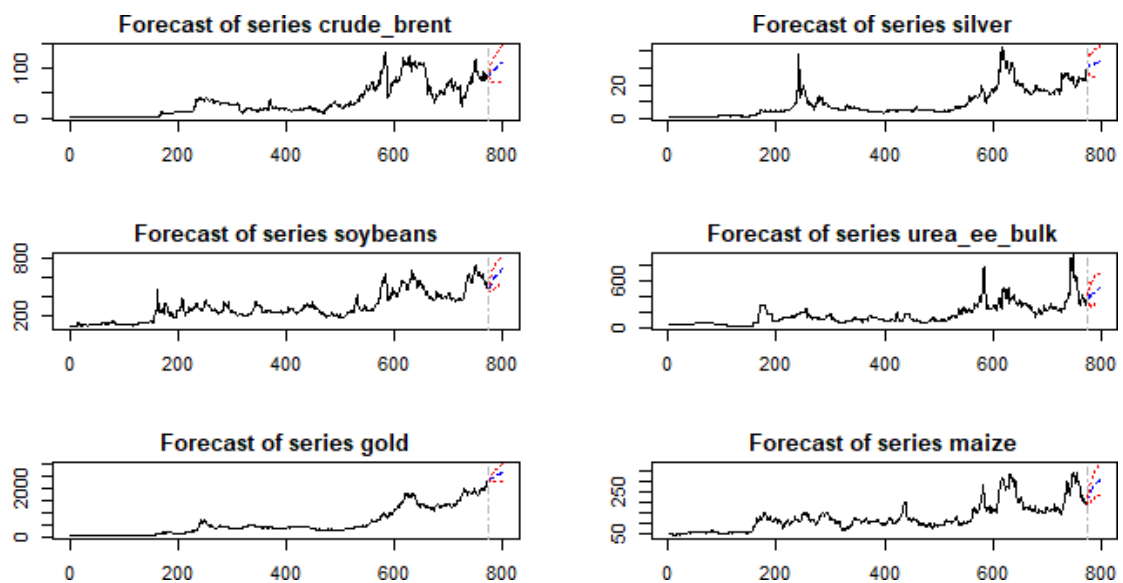 Forecast of series crude_brent
0 100
0 200 400 600 800
Forecast of series silver
0 20
0 200 400 600 800
Forecast of series soybeans
200 800
0 200 400 600 800
Forecast of series urea_ee_bulk
0 600
0 200 400 600 800
Forecast of series gold
0 2000
0 200 400 600 800
Forecast of series maize
50 250
0 200 400 600 800